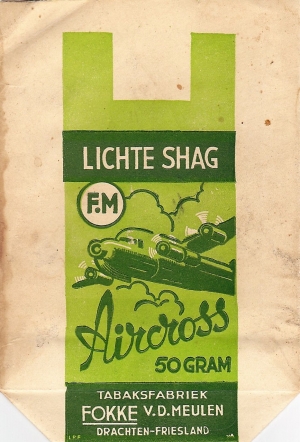 LICHTE SHAG
F.M
Aircross
50 GRAM
TABAKSFABRIEK
FOKKE V.D. MEULEN
DRACHTEN-FRIESLAND